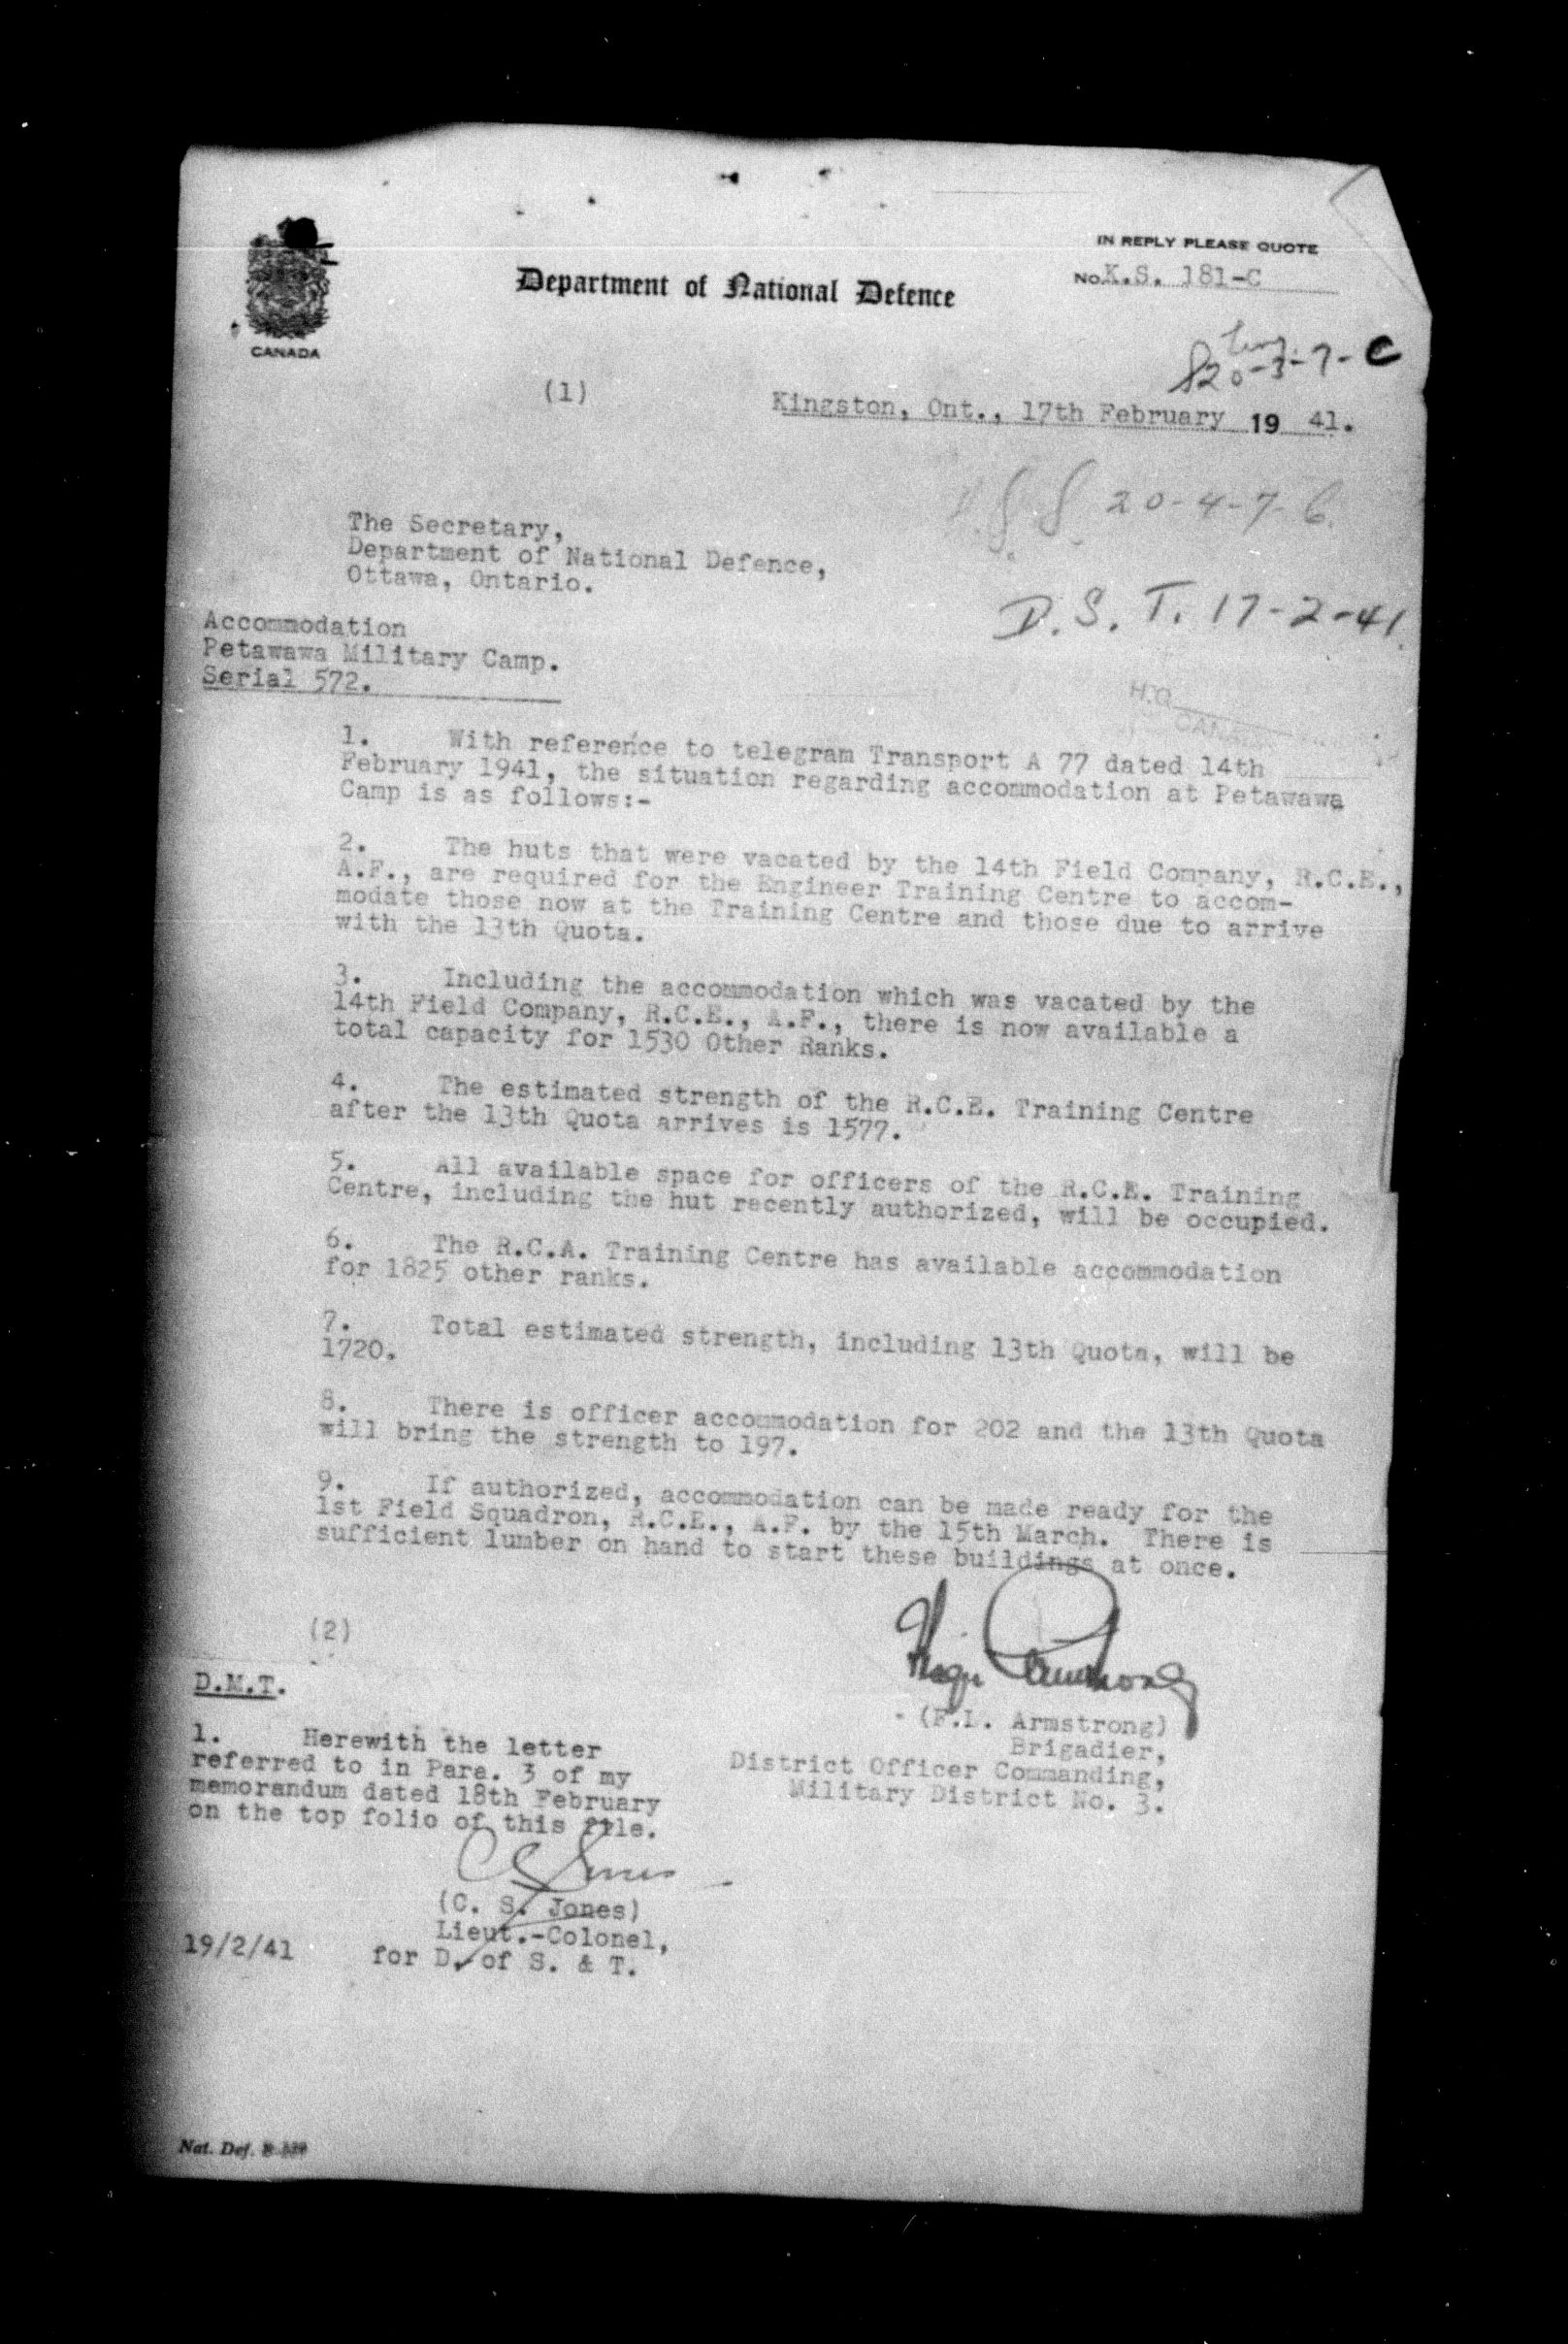 CANADA
Department of National Defence
IN REPLY PLEASE QUOTE
No. K.S. 181-C
20-3-7-C
(1)
Kingston, Ont., 17th February 19 41.
20-4-7-6
The Secretary,
Department of National Defence,
Ottawa, Ontario.
D.S.T. 17-2-41
Accommodation
Petawawa Military Camp.
Serial 572.
H.Q.
1. With reference to telegram Transport A 77 dated 14th
February 1941, the situation regarding accommodation at Petawawa
Camp is as follows:-
2. The huts that were vacated by the 14th Field Company, R.C.E.,
A.F., are required for the Engineer Training Centre to accom-
modate those now at the Training Centre and those due to arrive
with the 13th Quota.
3. Including the accommodation which was vacated by the
14th Field Company, R.C.E., A.F., there is now available a
total capacity for 1530 Other Ranks.
4. The estimated strength of the R.C.E. Training Centre
after the 13th Quota arrives is 1577.
5. All available space for officers of the R.C.E. Training
Centre, including the hut recently authorized, will be occupied.
6. The R.C.A. Training Centre has available accommodation
for 1825 other ranks.
7. Total estimated strength, including 13th Quota, will be
1720.
8. There is officer accommodation for 202 and the 13th Quota
will bring the strength to 197.
9. If authorized, accommodation can be made ready for the
1st Field Squadron, R.C.E., A.F. by the 15th March. There is
sufficient lumber on hand to start these buildings at once.
(F.L. Armstrong)
Brigadier,
District Officer Commanding,
Military District No. 3.
(2)
D.M.T.
1. Herewith the letter
referred to in Para. 3 of my
memorandum dated 18th February
on the top folio of this file.
(C. S. Jones)
Lieut.-Colonel,
19/2/41 for D. of S. & T.
Nat. Def.